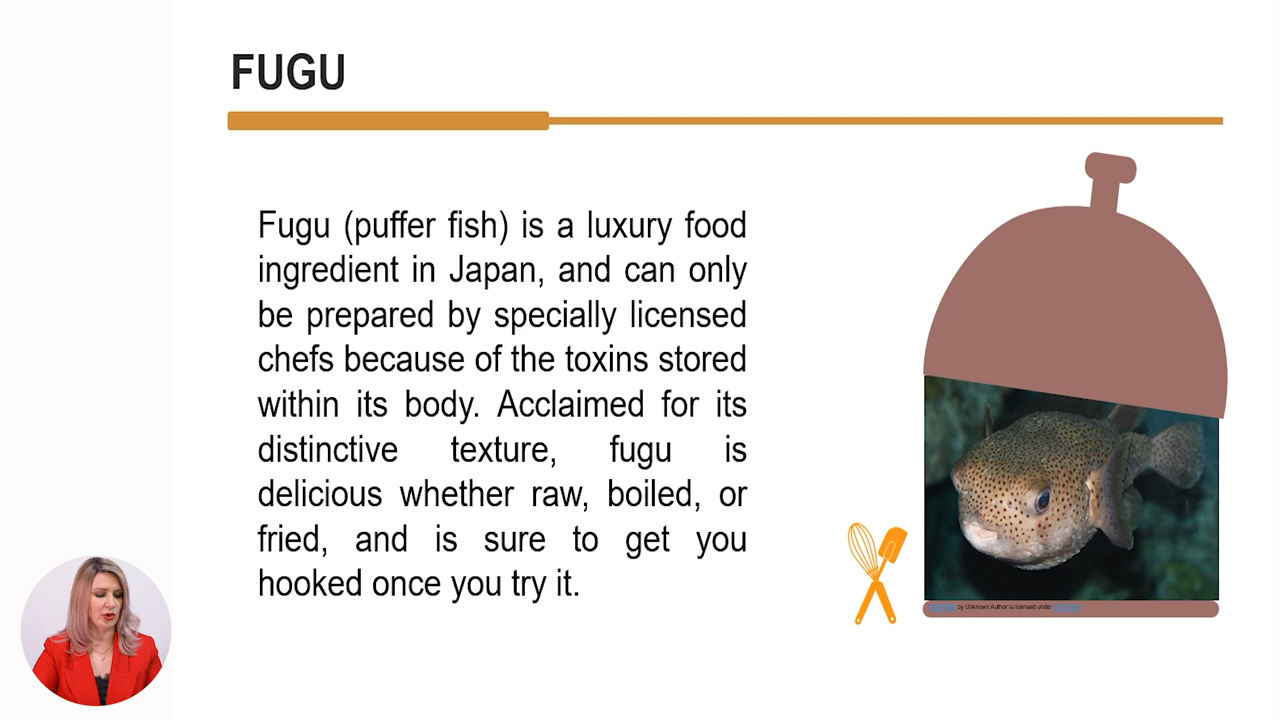 FUGU
Fugu (puffer fish) is a luxury food
ingredient in Japan, and can only
be prepared by specially licensed
chefs because of the toxins stored
within its body. Acclaimed for its
distinctive texture, fugu is
delicious whether raw, boiled, or
fried, and is sure to get you
hooked once you try it.
by Unknown Author is licensed under